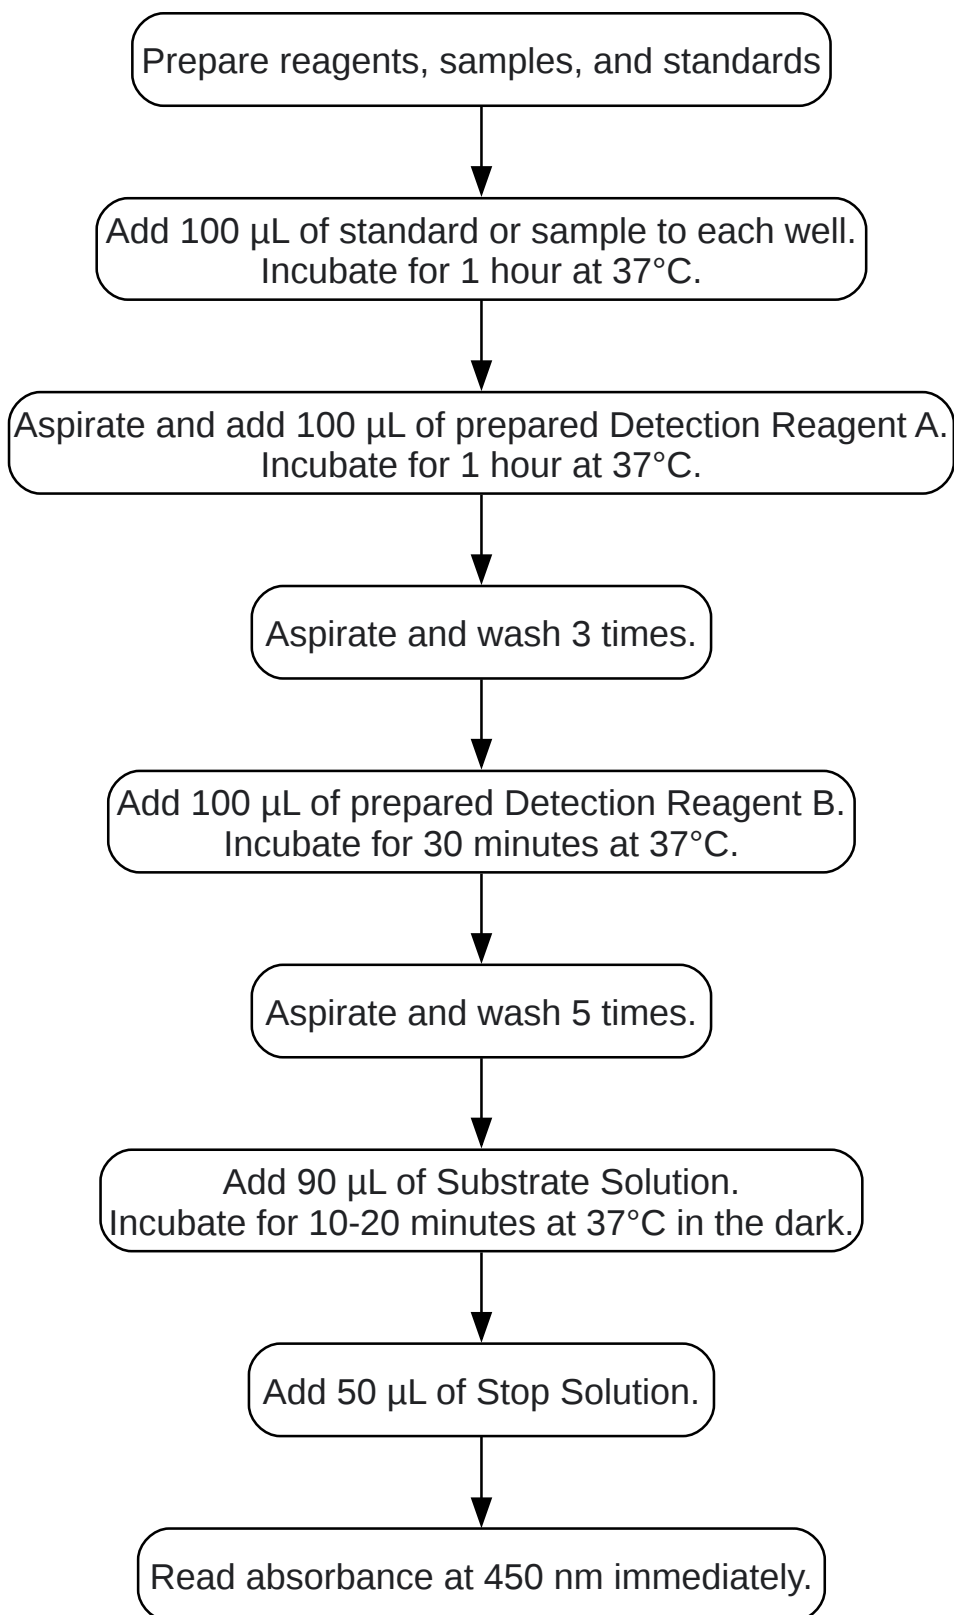 Prepare reagents, samples, and standards
Add 100 µL of standard or sample to each well.
Incubate for 1 hour at 37°C.
Aspirate and add 100 µL of prepared Detection Reagent A.
Incubate for 1 hour at 37°C.
Aspirate and wash 3 times.
Add 100 µL of prepared Detection Reagent B.
Incubate for 30 minutes at 37°C.
Aspirate and wash 5 times.
Add 90 µL of Substrate Solution.
Incubate for 10-20 minutes at 37°C in the dark.
Add 50 µL of Stop Solution.
Read absorbance at 450 nm immediately.